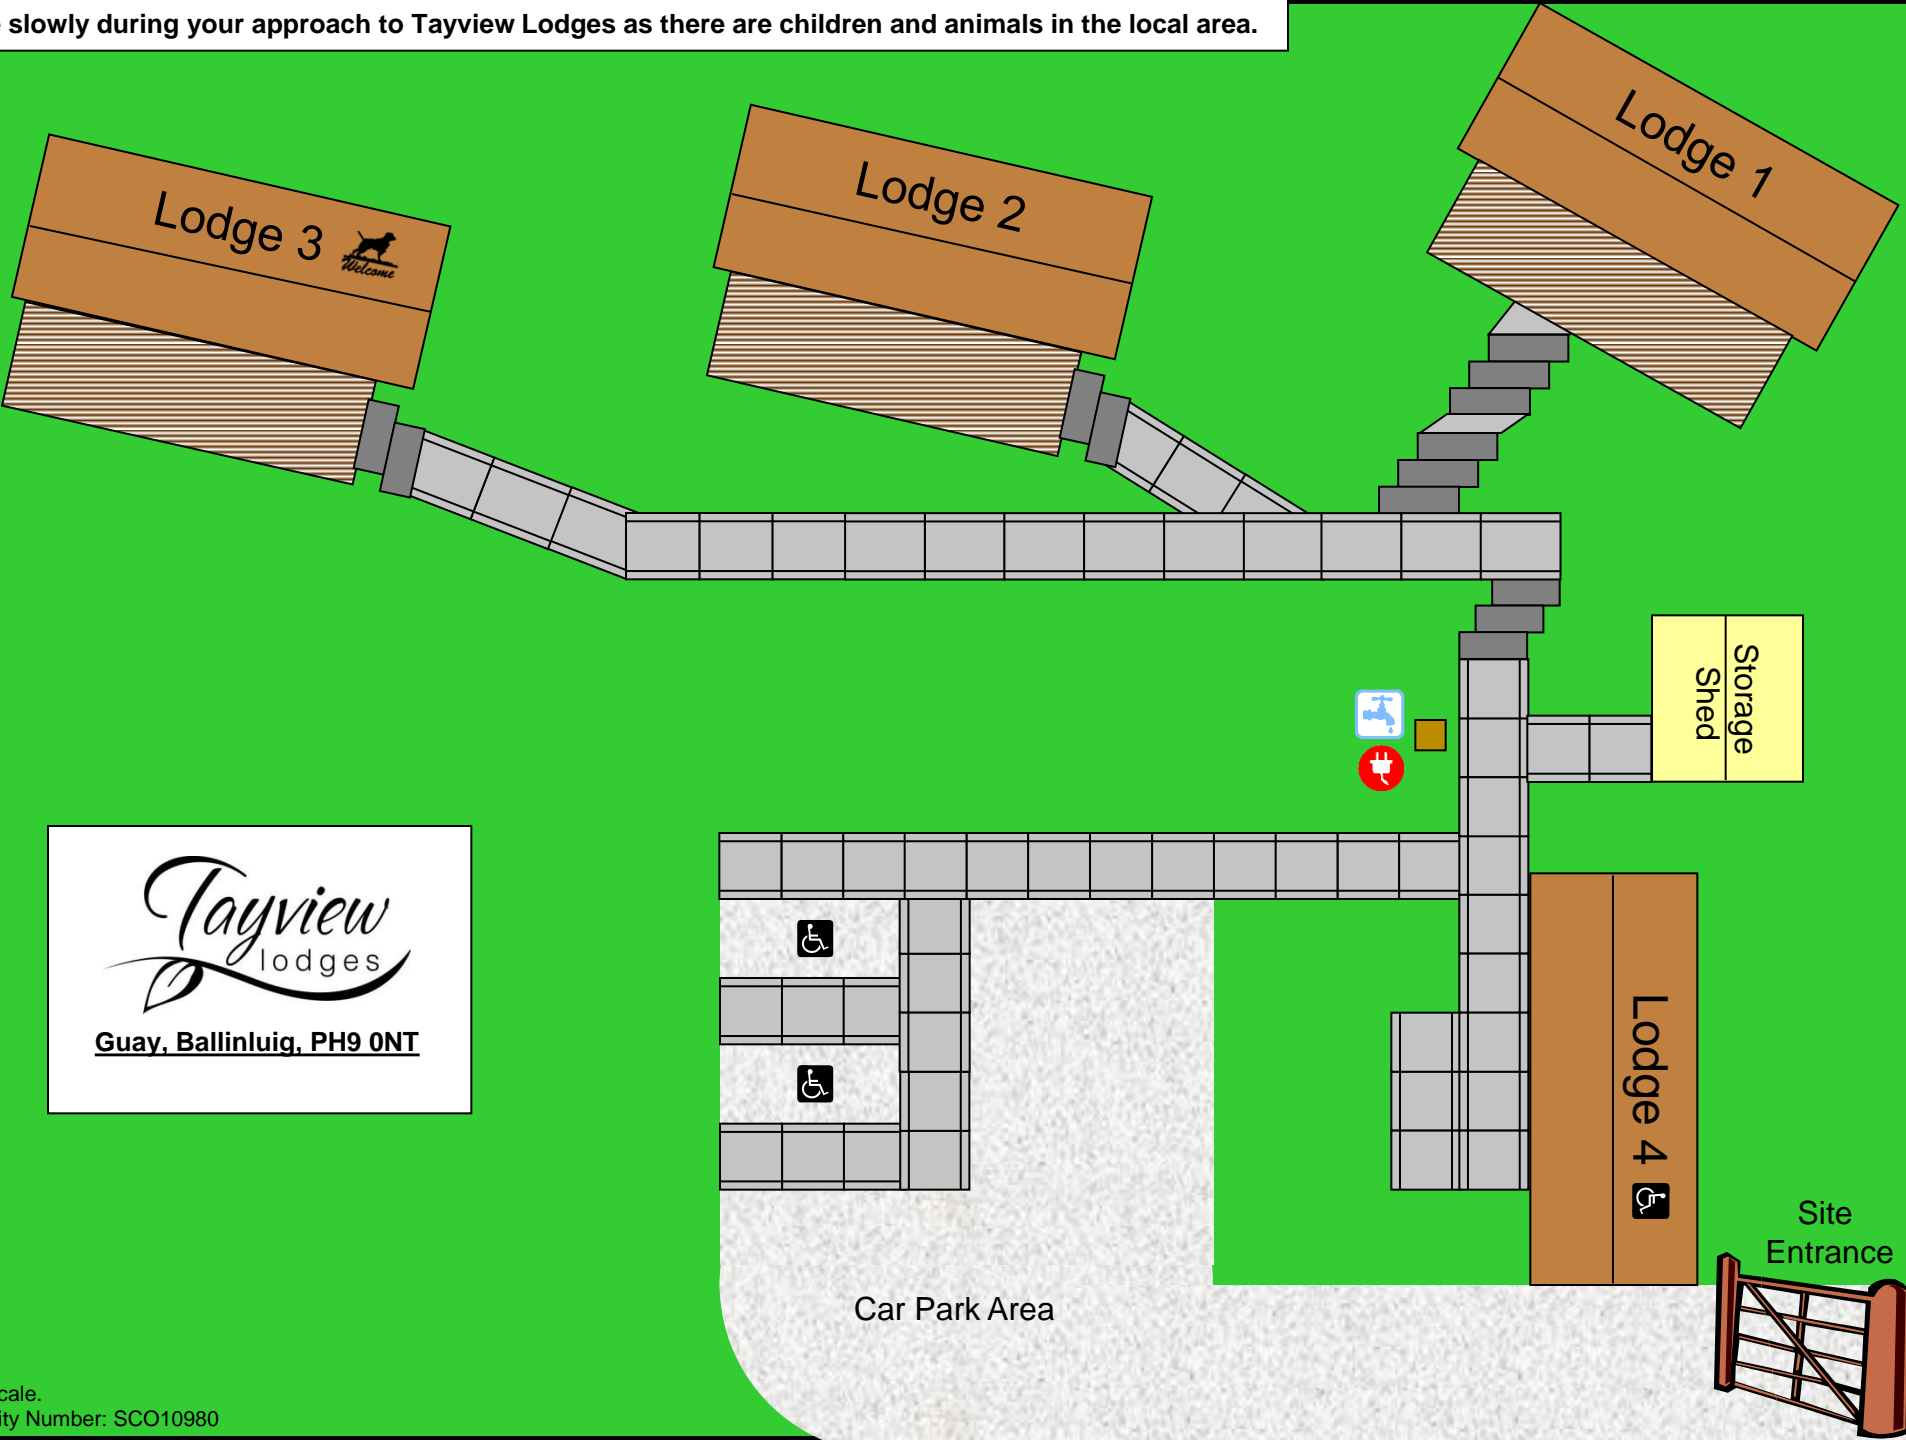 slowly during your approach to Tayview Lodges as there are children and animals in the local area.
Lodge 1
Lodge 2
Lodge 3
Welcome
Storage
Shed
Tayview
lodges
Guay, Ballinluig, PH9 0NT
Lodge 4
Site
Entrance
Car Park Area
cale.
ity Number: SCO10980